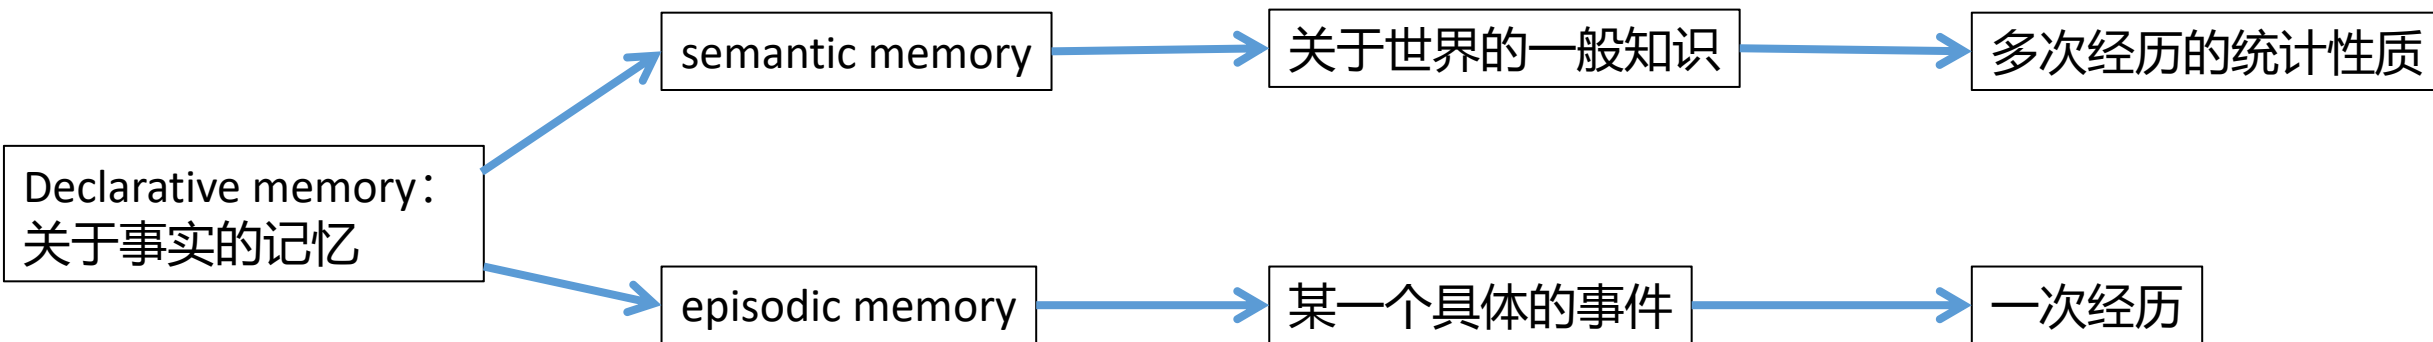 semantic memory
关于世界的一般知识
多次经历的统计性质
Declarative memory：
关于事实的记忆
episodic memory
某一个具体的事件
一次经历